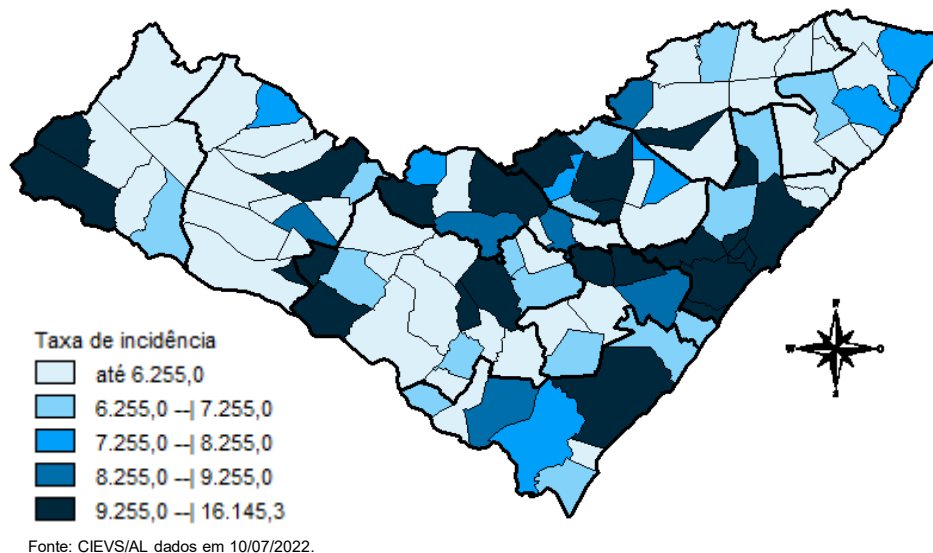 Taxa de incidência
até 6.255,0
6.255,0 --| 7.255,0
7.255,0 --| 8.255,0
8.255,0 --| 9.255,0
9.255,0 --| 16.145,3
Fonte: CIEVS/AL dados em 10/07/2022.
N
W
O
S